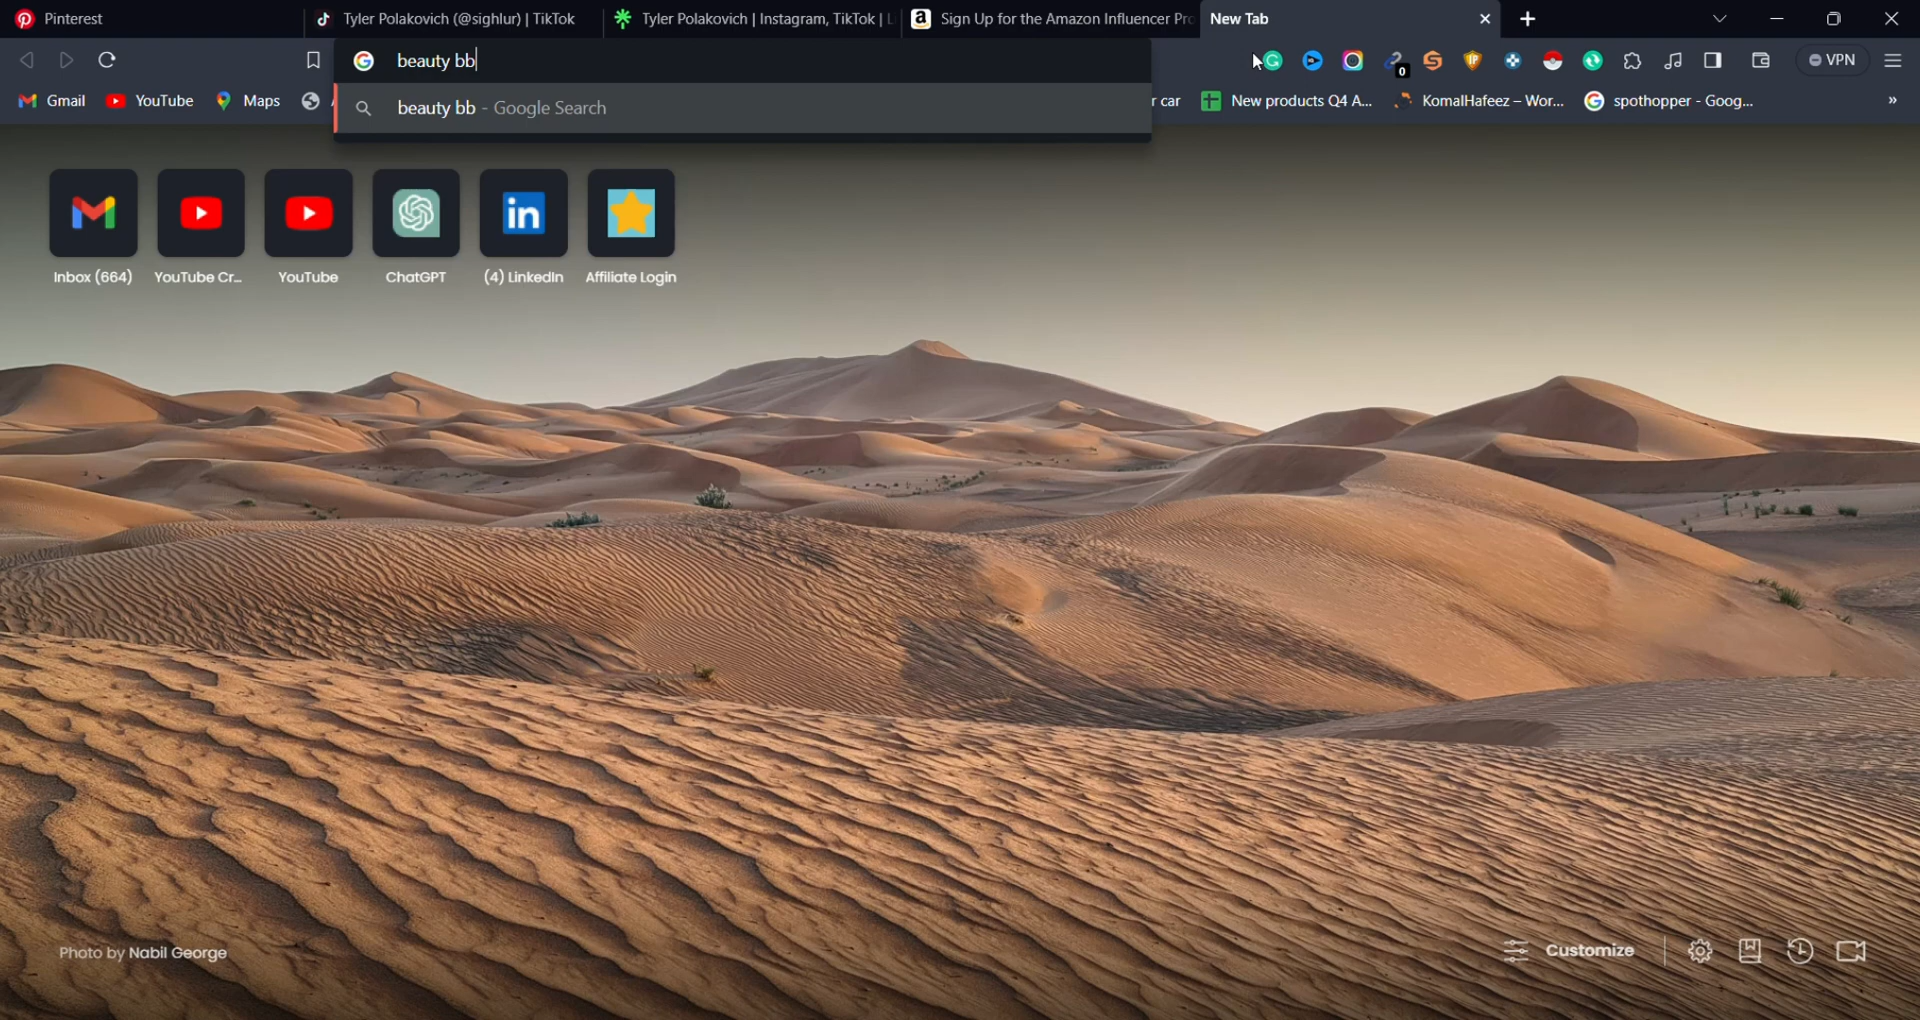 Pinterest
Tyler Polakovich (@sighlur) | TikTok
Tyler Polakovich | Instagram, TikTok | L
Sign Up for the Amazon Influencer Pro
New Tab
beauty bb
0
VPN
Gmail
YouTube
Maps
beauty bb - Google Search
r car
New products Q4 A...
KomalHafeez – Wor...
spothopper - Goog...
Inbox (664)
YouTube Cr...
YouTube
ChatGPT
(4) LinkedIn
Affiliate Login
Photo by Nabil George
Customize